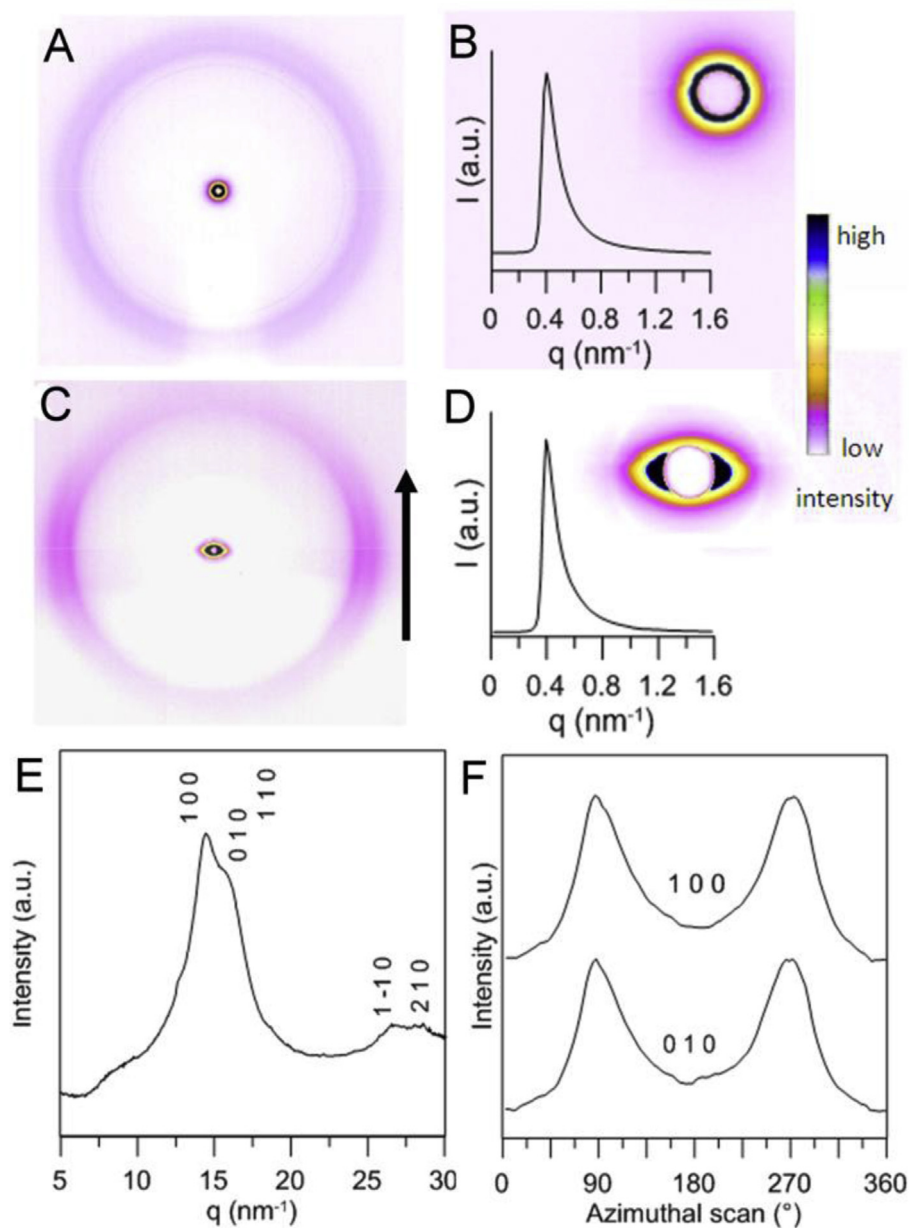 A
B
I (a.u.)
0 0.4 0.8 1.2 1.6
q (nm⁻¹)
high
low
intensity
C
D
I (a.u.)
0 0.4 0.8 1.2 1.6
q (nm⁻¹)
E
Intensity (a.u.)
1 0 0
0 1 0
1 1 0
1 -1 0
2 1 0
5 10 15 20 25 30
q (nm⁻¹)
F
Intensity (a.u.)
1 0 0
0 1 0
0 90 180 270 360
Azimuthal scan (°)